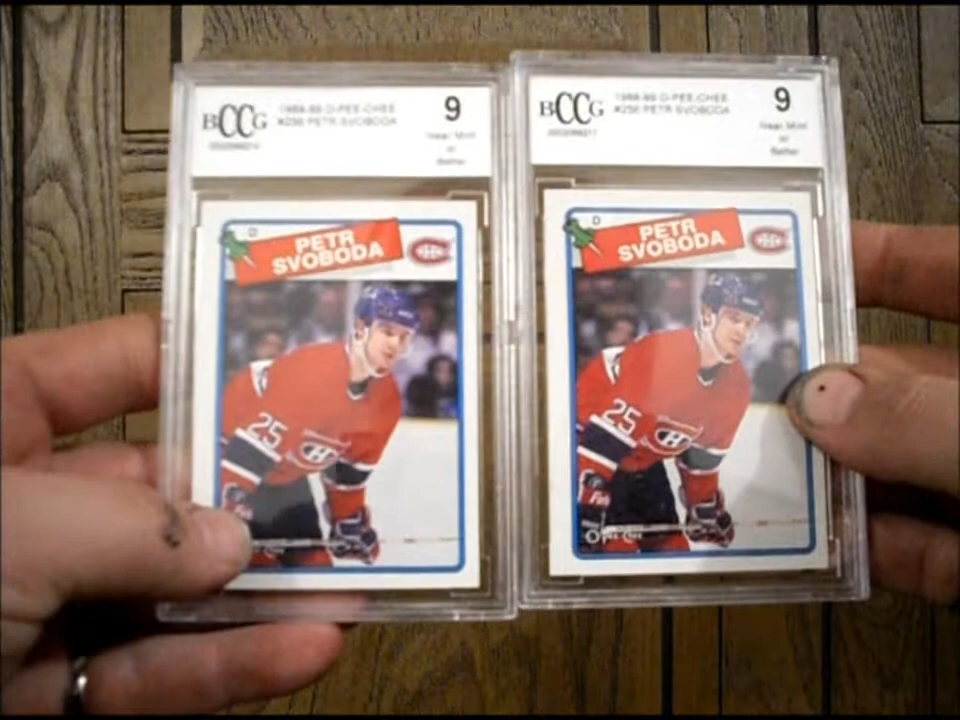 BCCG
1988-89 O-PEE-CHEE
#256 PETR SVOBODA
9
Near Mint
or
Better
D
PETR
SVOBODA
25
BCCG
1988-89 O-PEE-CHEE
#256 PETR SVOBODA
9
Near Mint
or
Better
D
PETR
SVOBODA
25
O-Pee-Chee